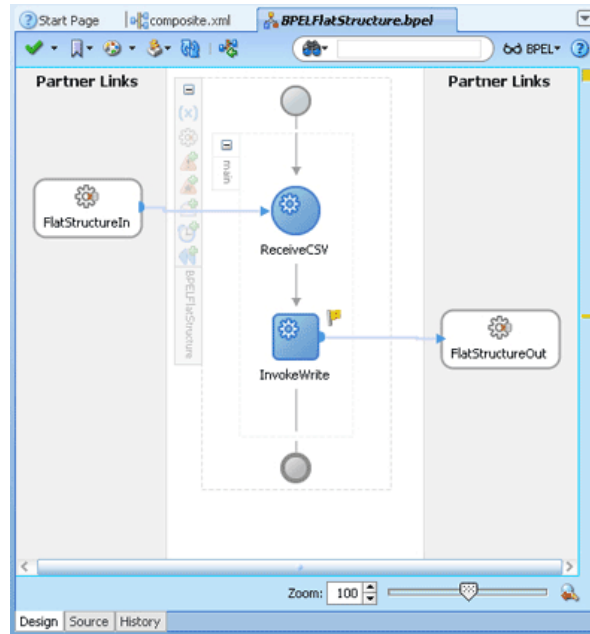 Start Page
composite.xml
BPELFlatStructure.bpel
BPEL
Partner Links
Partner Links
(x)
main
FlatStructureIn
ReceiveCSV
BPELFlatStructure
InvokeWrite
FlatStructureOut
Zoom: 100
Design Source History